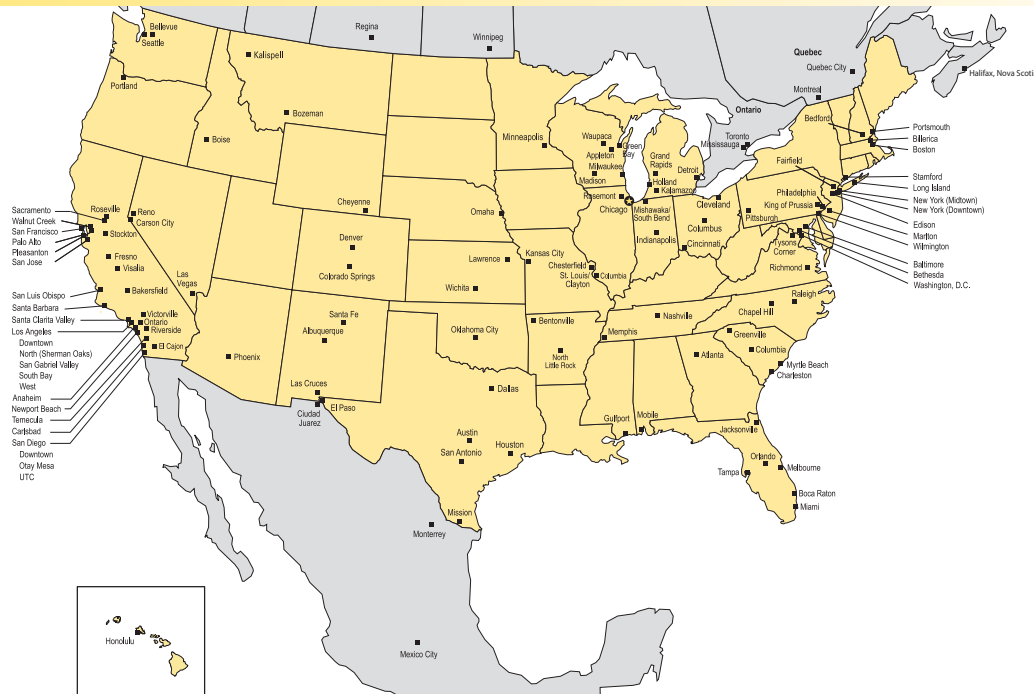 Bellevue
Seattle
Portland
Kalispell
Bozeman
Boise
Regina
Winnipeg
Quebec
Quebec City
Montreal
Halifax, Nova Scoti
Ontario
Toronto
Mississauga
Bedford
Fairfield
Portsmouth
Billerica
Boston
Stamford
Long Island
New York (Midtown)
New York (Downtown)
Edison
Marlton
Wilmington
Baltimore
Bethesda
Washington, D.C.
Philadelphia
King of Prussia
Pittsburgh
Tysons
Corner
Richmond
Minneapolis
Waupaca
Appleton
Green
Bay
Milwaukee
Madison
Rosemont
Chicago
Grand
Rapids
Holland
Kalamazoo
Detroit
Mishawaka/
South Bend
Cleveland
Columbus
Indianapolis
Cincinnati
Cheyenne
Omaha
Denver
Colorado Springs
Lawrence
Kansas City
Wichita
Chesterfield
St. Louis/
Clayton
Columbia
Sacramento
Walnut Creek
San Francisco
Palo Alto
Pleasanton
San Jose
Roseville
Reno
Carson City
Stockton
Fresno
Visalia
Bakersfield
Las
Vegas
San Luis Obispo
Santa Barbara
Santa Clarita Valley
Los Angeles
Downtown
North (Sherman Oaks)
San Gabriel Valley
South Bay
West
Anaheim
Newport Beach
Temecula
Carlsbad
San Diego
Downtown
Otay Mesa
UTC
Victorville
Ontario
Riverside
El Cajon
Phoenix
Santa Fe
Albuquerque
Las Cruces
El Paso
Ciudad
Juarez
Oklahoma City
Bentonville
North
Little Rock
Memphis
Nashville
Raleigh
Chapel Hill
Greenville
Columbia
Myrtle Beach
Charleston
Atlanta
Dallas
Austin
San Antonio
Houston
Mission
Gulfport
Mobile
Jacksonville
Orlando
Tampa
Melbourne
Boca Raton
Miami
Monterrey
Mexico City
Honolulu